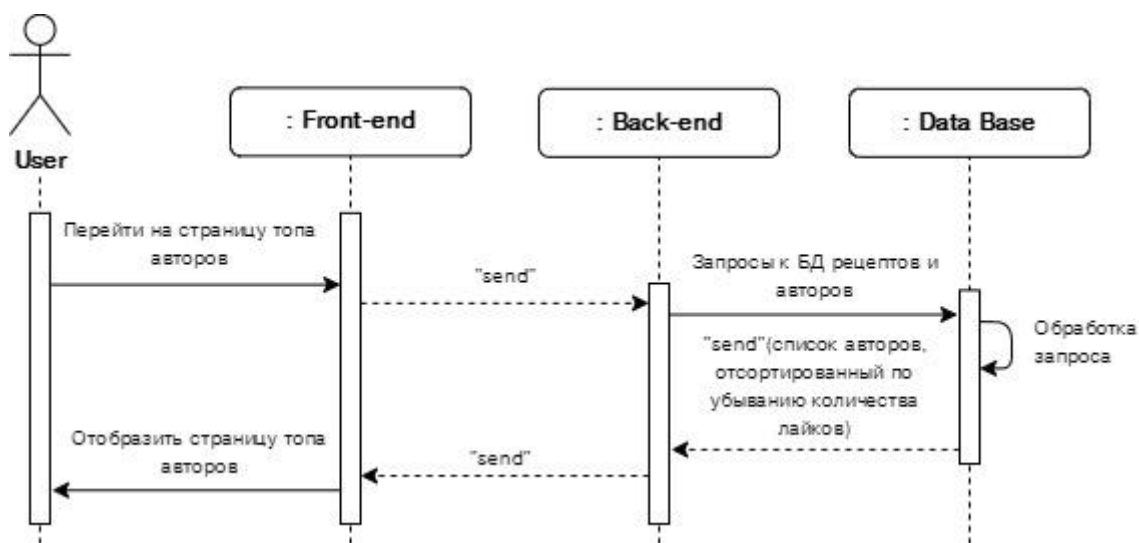 User
: Front-end
: Back-end
: Data Base
Перейти на страницу топа
авторов
"send"
Запросы к БД рецептов и
авторов
Обработка
запроса
"send"(список авторов,
отсортированный по
убыванию количества
лайков)
"send"
Отобразить страницу топа
авторов